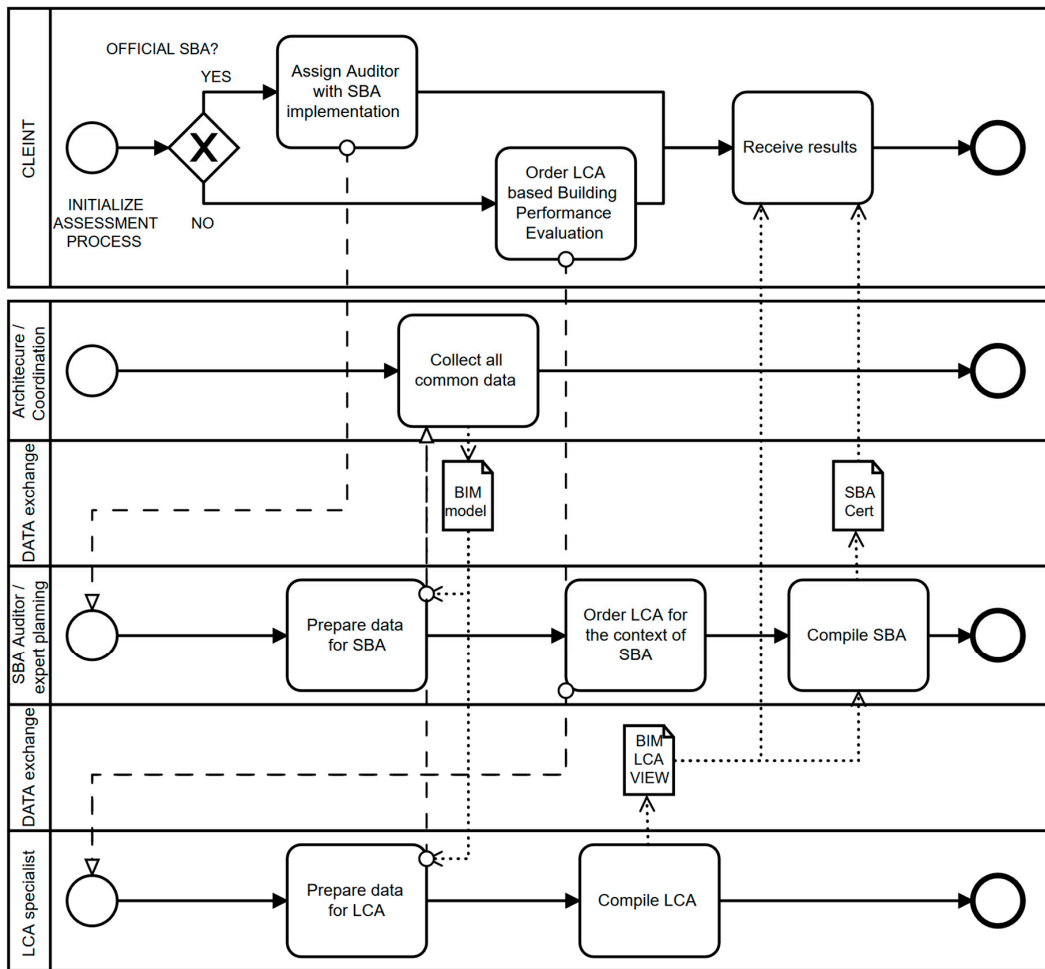 CLEINT
OFFICIAL SBA?
YES
NO
INITIALIZE
ASSESSMENT
PROCESS
X
Assign Auditor
with SBA
implementation
Order LCA
based Building
Performance
Evaluation
Receive results
Architecure /
Coordination
Collect all
common data
DATA exchange
BIM
model
SBA
Cert
SBA Auditor /
expert planning
Prepare data
for SBA
Order LCA for
the context of
SBA
Compile SBA
DATA exchange
BIM
LCA
VIEW
LCA specialist
Prepare data
for LCA
Compile LCA